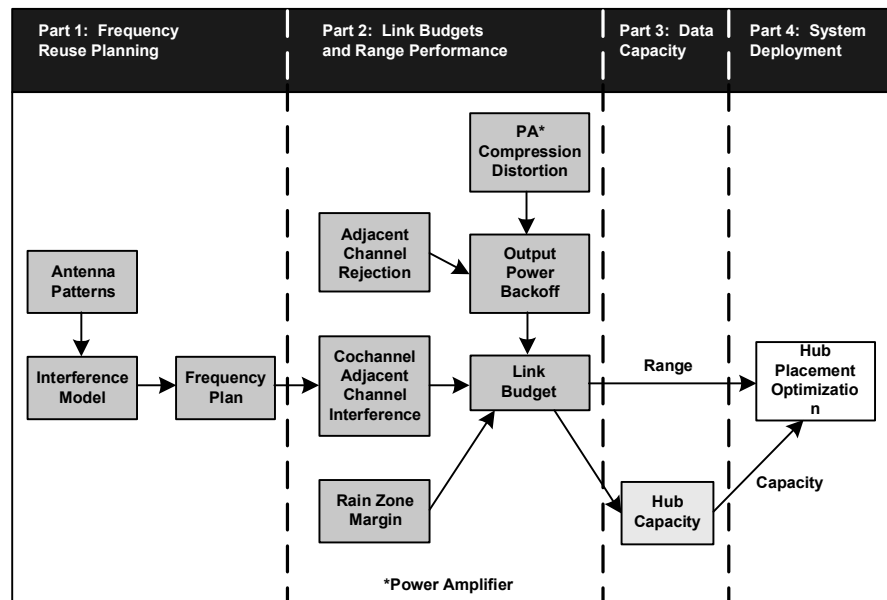 Part 1: Frequency
Reuse Planning
Part 2: Link Budgets
and Range Performance
Part 3: Data
Capacity
Part 4: System
Deployment
PA*
Compression
Distortion
Adjacent
Channel
Rejection
Output
Power
Backoff
Antenna
Patterns
Interference
Model
Frequency
Plan
Cochannel
Adjacent
Channel
Interference
Link
Budget
Range
Hub
Placement
Optimizatio
n
Rain Zone
Margin
Hub
Capacity
Capacity
*Power Amplifier